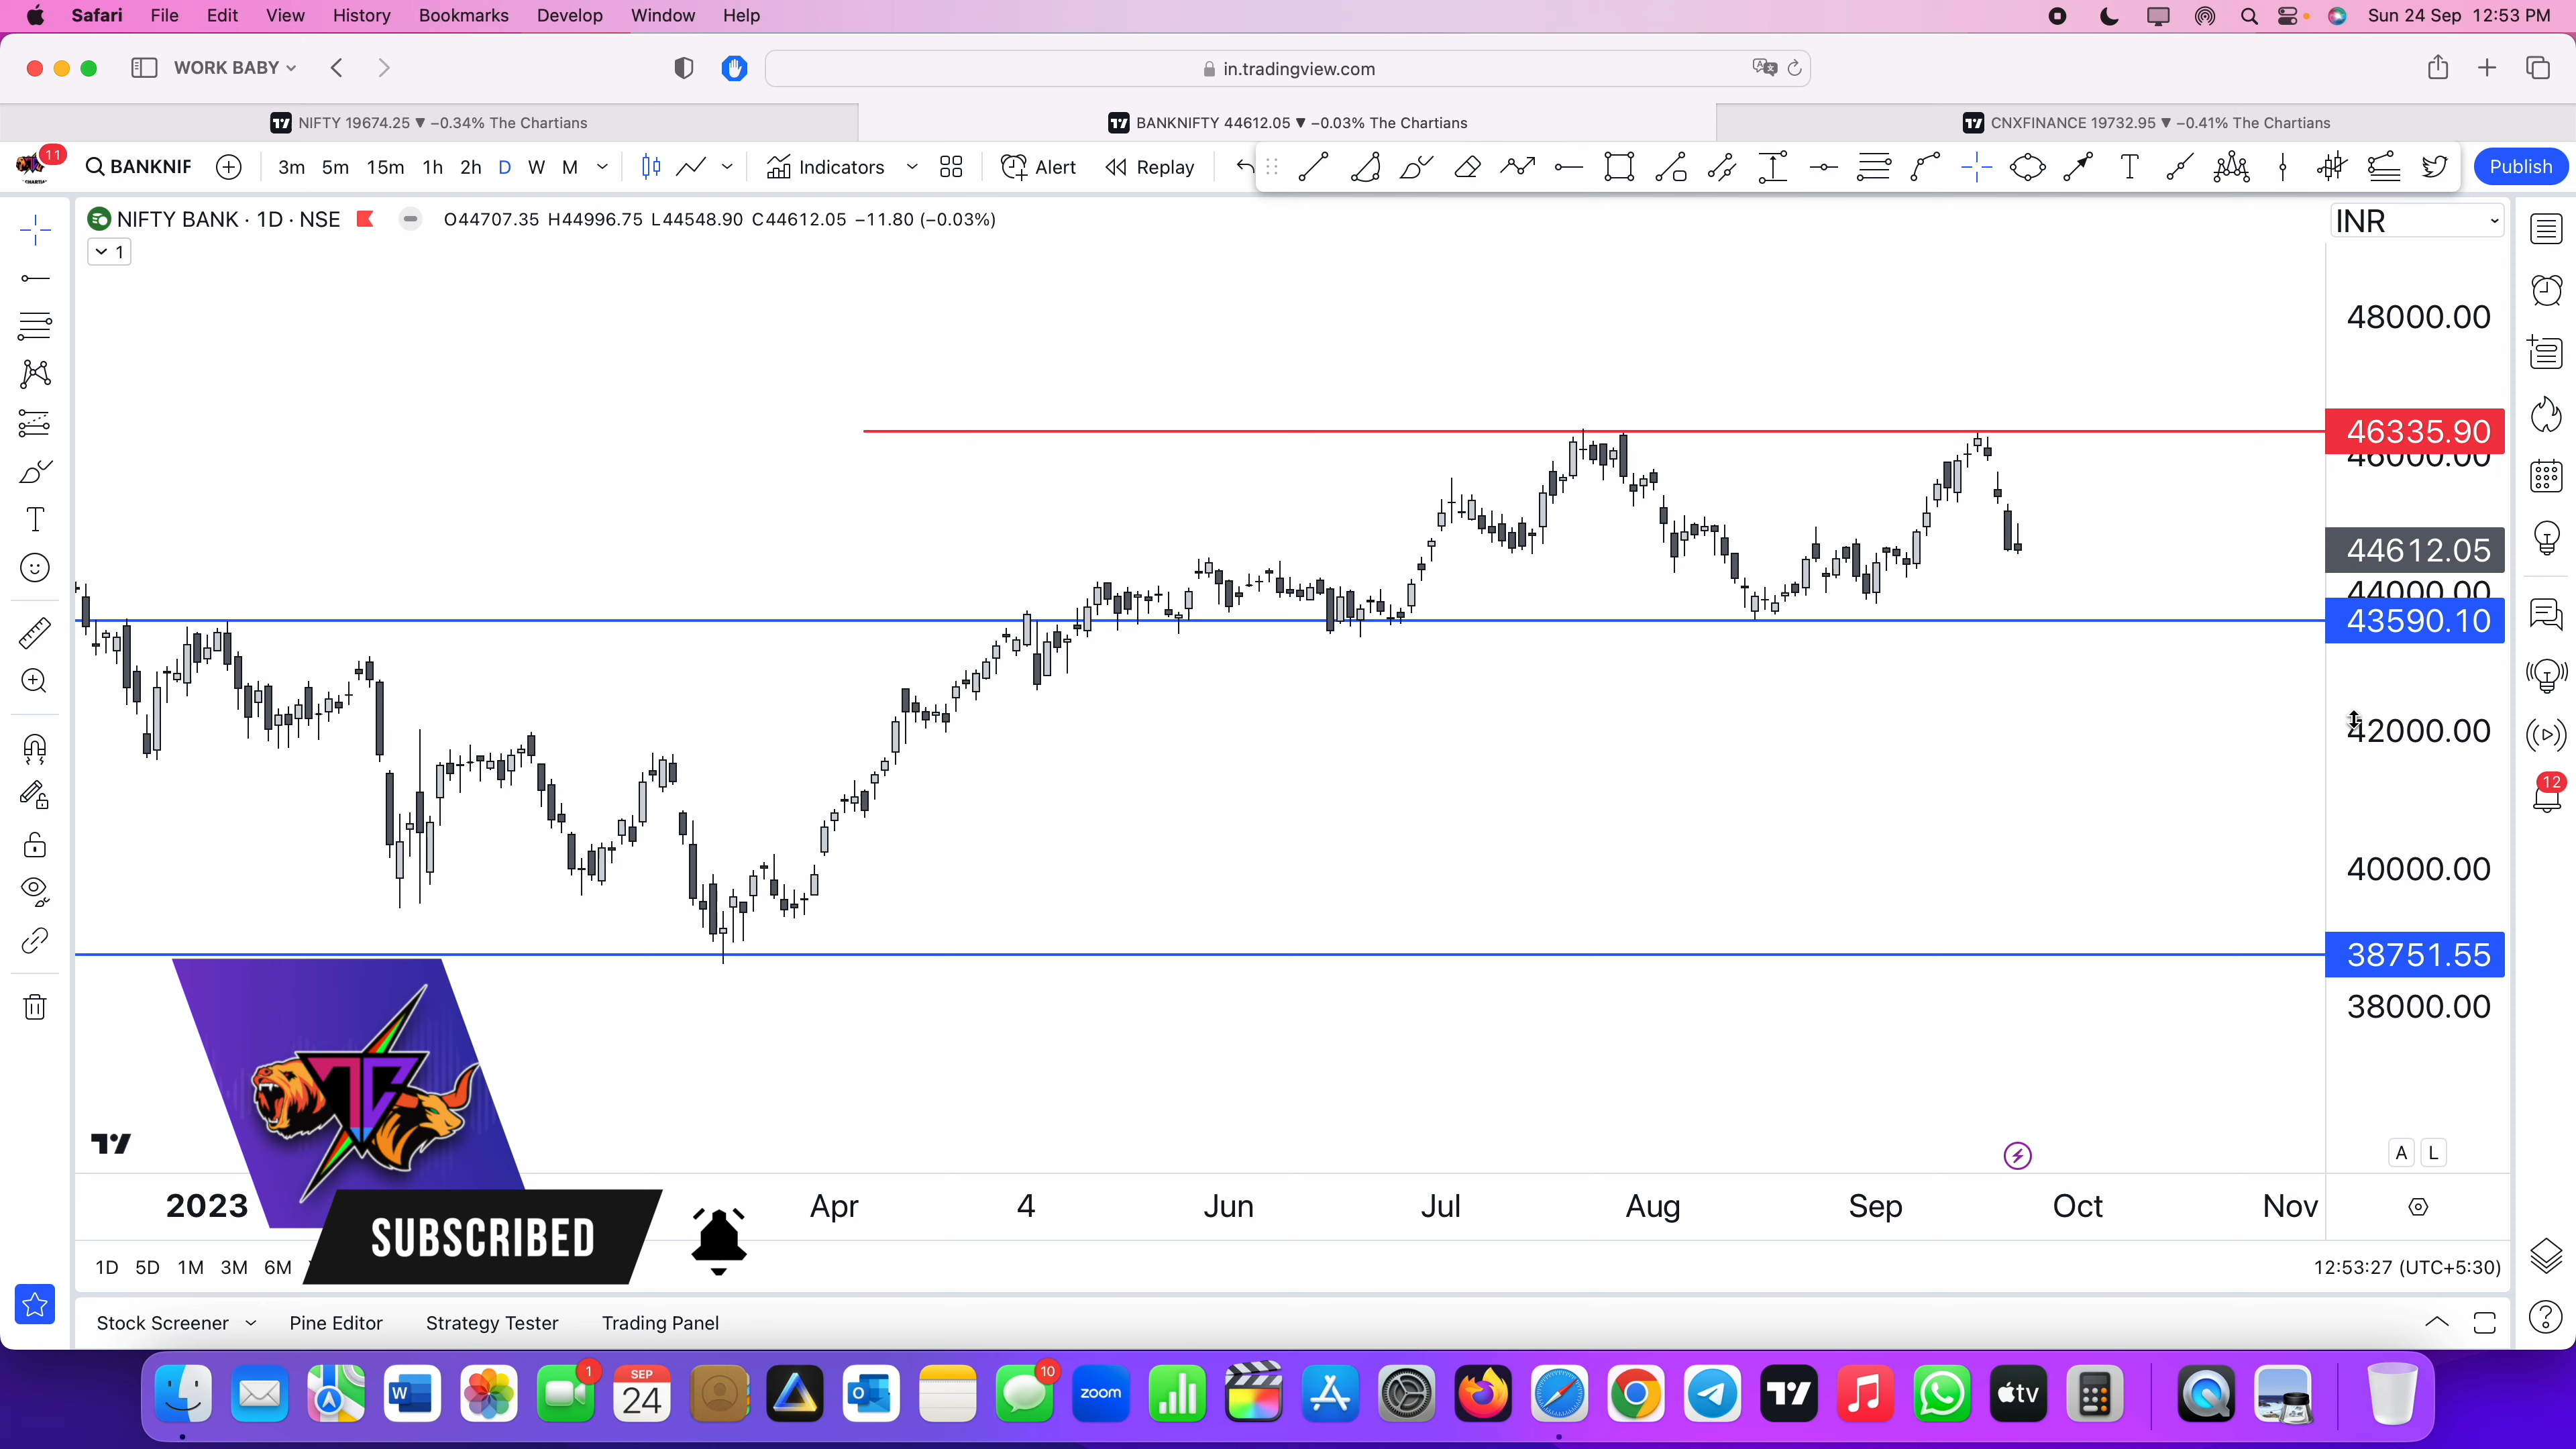 Safari File Edit View History Bookmarks Develop Window Help Sun 24 Sep 12:53 PM
WORK BABY in.tradingview.com
NIFTY 19674.25 ▼ −0.34% The Chartians
BANKNIFTY 44612.05 ▼ −0.03% The Chartians
CNXFINANCE 19732.95 ▼ −0.41% The Chartians
11 BANKNIF 3m 5m 15m 1h 2h D W M Indicators Alert Replay Publish
NIFTY BANK · 1D · NSE O44707.35 H44996.75 L44548.90 C44612.05 −11.80 (−0.03%)
INR
1
48000.00
46335.90
46000.00
44612.05
44000.00
43590.10
42000.00
12
40000.00
38751.55
38000.00
TC
A L
2023 Apr 4 Jun Jul Aug Sep Oct Nov
SUBSCRIBED
1D 5D 1M 3M 6M 12:53:27 (UTC+5:30)
Stock Screener Pine Editor Strategy Tester Trading Panel
1
SEP
24
10
W
O
zoom
tv